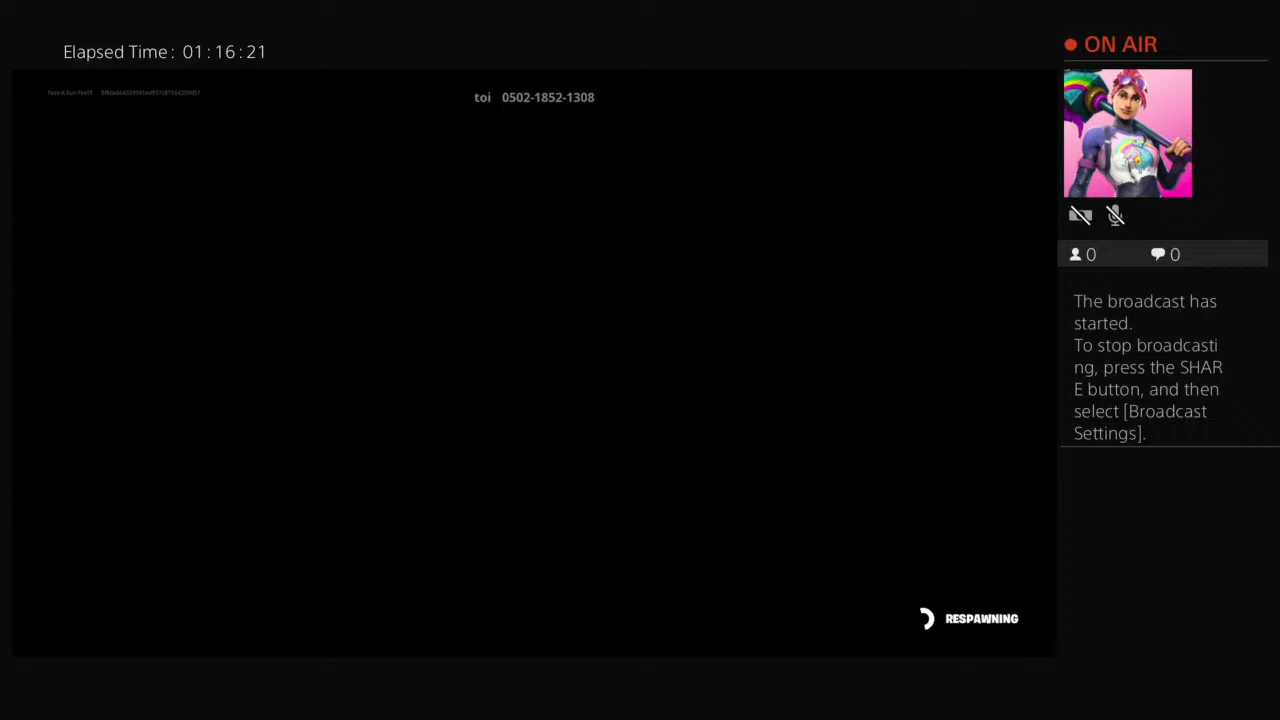 Elapsed Time: 01:16:21
ON AIR
toi 0502-1852-1308
0
0
The broadcast has
started.
To stop broadcasti
ng, press the SHAR
E button, and then
select [Broadcast
Settings].
RESPAWNING